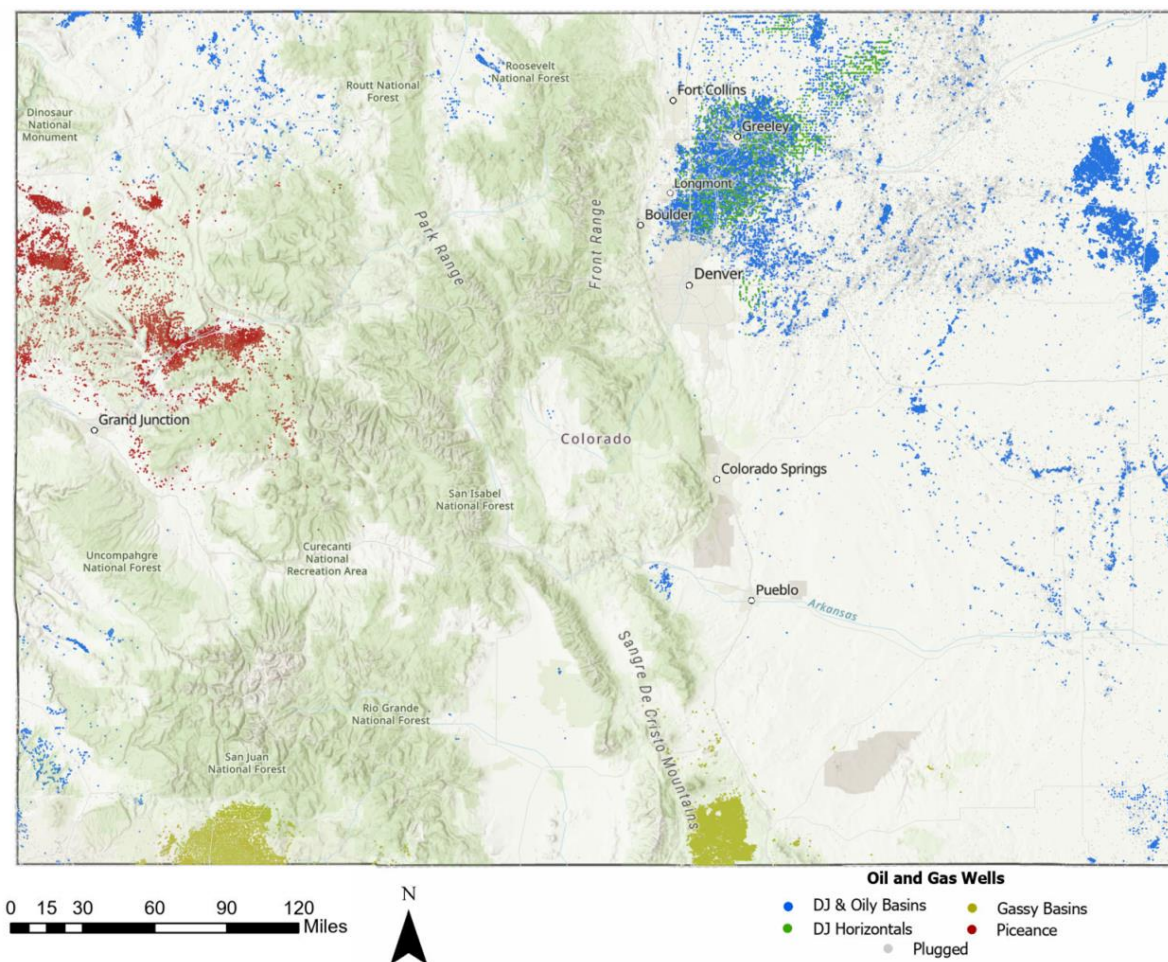 Roosevelt
National Forest
Routt National
Forest
Fort Collins
Dinosaur
National
Monument
Greeley
Longmont
Boulder
Park Range
Front Range
Denver
Grand Junction
Colorado
Colorado Springs
San Isabel
National Forest
Curecanti
National
Recreation Area
Uncompahgre
National Forest
Pueblo
Arkansas
Sangre De Cristo Mountains
Rio Grande
National Forest
San Juan
National Forest
0 15 30 60 90 120
Miles
N
Oil and Gas Wells
DJ & Oily Basins
Gassy Basins
DJ Horizontals
Piceance
Plugged